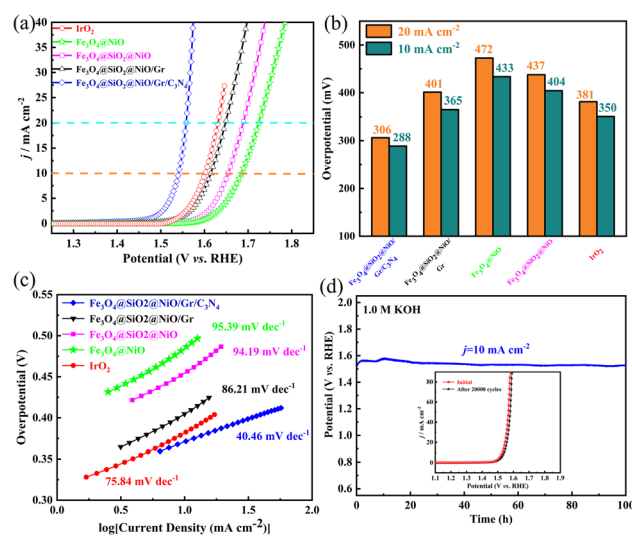 (a)
j / mA cm-2
40
35
30
25
20
15
10
5
0
IrO2
Fe3O4@NiO
Fe3O4@SiO2@NiO
Fe3O4@SiO2@NiO/Gr
Fe3O4@SiO2@NiO/Gr/C3N4
1.3 1.4 1.5 1.6 1.7 1.8
Potential (V vs. RHE)
(b)
20 mA cm-2
10 mA cm-2
Overpotential (mV)
500
400
300
200
100
306
288
401
365
472
433
437
404
381
350
Fe3O4@SiO2@NiO/
Gr/C3N4
Fe3O4@SiO2@NiO/
Gr
Fe3O4@NiO
Fe3O4@SiO2@NiO
IrO2
(c)
Overpotential (V)
0.55
0.50
0.45
0.40
0.35
0.30
Fe3O4@SiO2@NiO/Gr/C3N4
Fe3O4@SiO2@NiO/Gr
Fe3O4@SiO2@NiO
Fe3O4@NiO
IrO2
95.39 mV dec-1
94.19 mV dec-1
86.21 mV dec-1
40.46 mV dec-1
75.84 mV dec-1
0.0 0.5 1.0 1.5 2.0
log[Current Density (mA cm-2)]
(d)
Potential (V vs. RHE)
2.0
1.8
1.6
1.4
1.2
1.0
0.8
0.6
1.0 M KOH
j=10 mA cm-2
Initial
After 20000 cycles
j / mA cm-2
80
60
40
20
0
1.1 1.2 1.3 1.4 1.5 1.6 1.7 1.8 1.9
Potential (V vs. RHE)
0 20 40 60 80 100
Time (h)